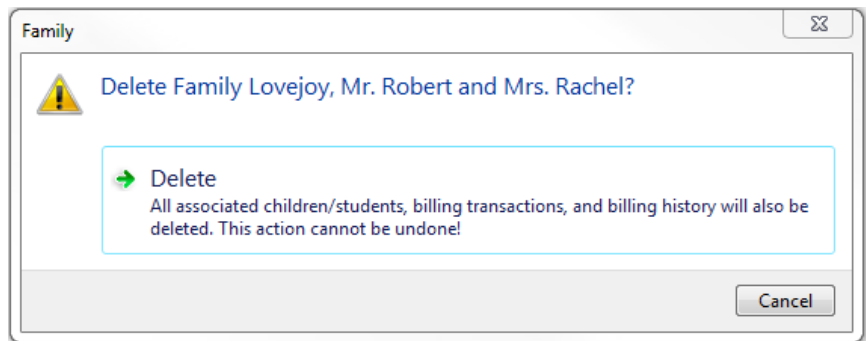 Family
Delete Family Lovejoy, Mr. Robert and Mrs. Rachel?
Delete
All associated children/students, billing transactions, and billing history will also be
deleted. This action cannot be undone!
Cancel